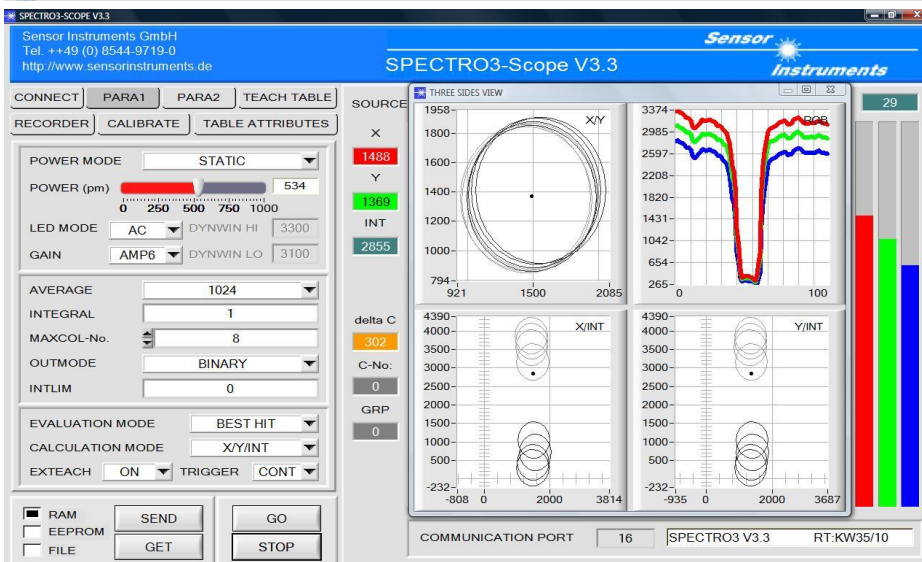 SPECTRO3-SCOPE V3.3
Sensor Instruments GmbH
Tel. ++49 (0) 8544-9719-0
http://www.sensorinstruments.de
SPECTRO3-Scope V3.3
Sensor
Instruments
CONNECT PARA1 PARA2 TEACH TABLE
RECORDER CALIBRATE TABLE ATTRIBUTES
POWER MODE STATIC
POWER (pm) 534
0 250 500 750 1000
LED MODE AC DYNWIN HI 3300
GAIN AMP6 DYNWIN LO 3100
AVERAGE 1024
INTEGRAL 1
MAXCOL-No. 8
OUTMODE BINARY
INTLIM 0
EVALUATION MODE BEST HIT
CALCULATION MODE X/Y/INT
EXTEACH ON TRIGGER CONT
RAM
EEPROM
FILE
SEND GO
GET STOP
SOURCE
X
1488
Y
1369
INT
2855
delta C
302
C-No:
0
GRP
0
THREE SIDES VIEW
X/Y
1958
1800
1600
1400
1200
1000
794
921 1500 2085
RGB
3374
2985
2597
2208
1820
1431
1042
654
265
0 100
X/INT
4390
4000
3500
3000
2500
2000
1500
1000
500
-232
-808 0 2000 3814
Y/INT
4390
4000
3500
3000
2500
2000
1500
1000
500
-232
-935 0 2000 3687
29
COMMUNICATION PORT 16 SPECTRO3 V3.3 RT:KW35/10